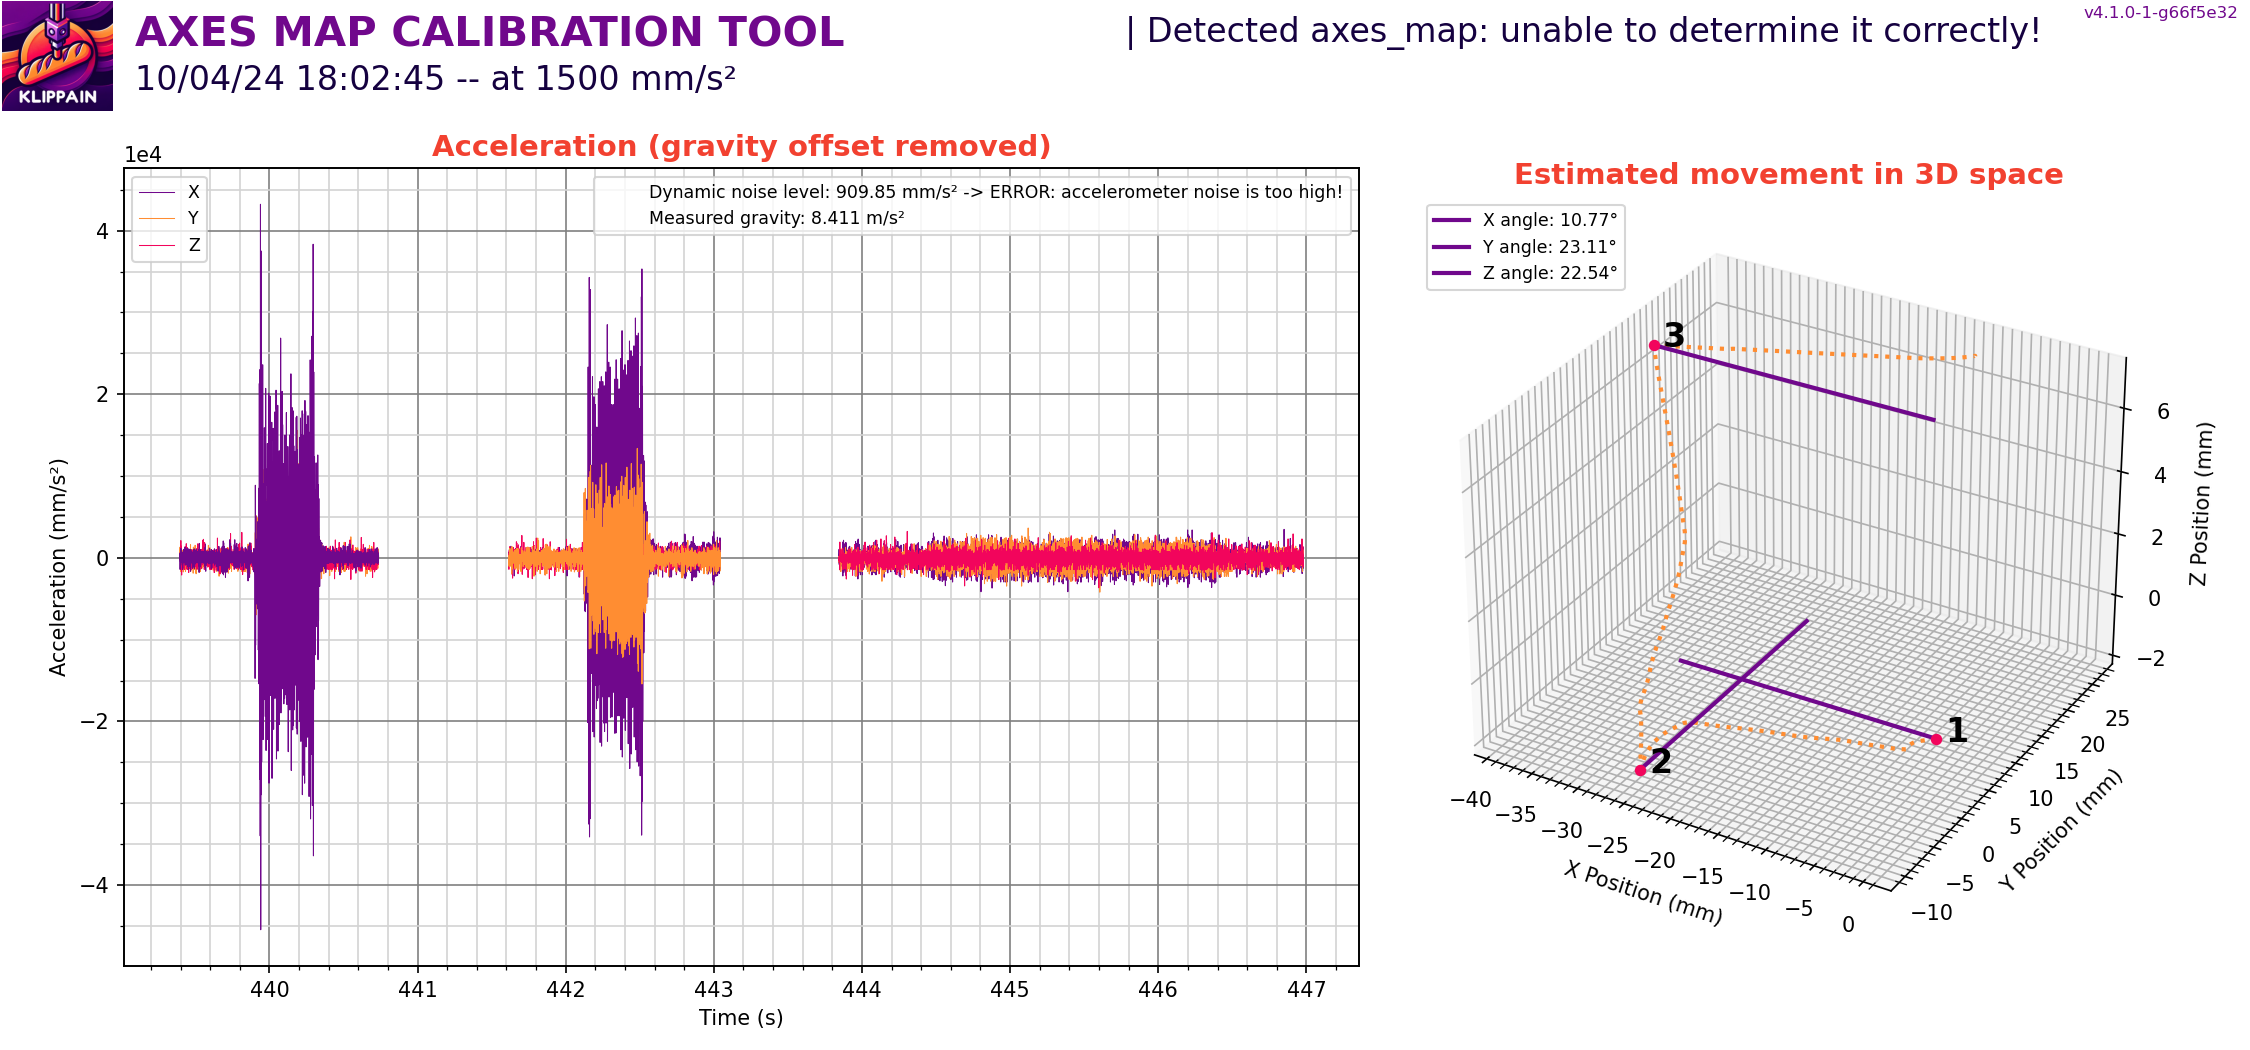 KLIPPAIN
AXES MAP CALIBRATION TOOL
10/04/24 18:02:45 -- at 1500 mm/s²
| Detected axes_map: unable to determine it correctly!
v4.1.0-1-g66f5e32
Acceleration (gravity offset removed)
1e4
X
Y
Z
Dynamic noise level: 909.85 mm/s² -> ERROR: accelerometer noise is too high!
Measured gravity: 8.411 m/s²
Acceleration (mm/s²)
4
2
0
−2
−4
440 441 442 443 444 445 446 447
Time (s)
Estimated movement in 3D space
X angle: 10.77°
Y angle: 23.11°
Z angle: 22.54°
3
1
2
6
4
2
0
−2
Z Position (mm)
−40 −35 −30 −25 −20 −15 −10 −5 0
X Position (mm)
−10 −5 0 5 10 15 20 25
Y Position (mm)